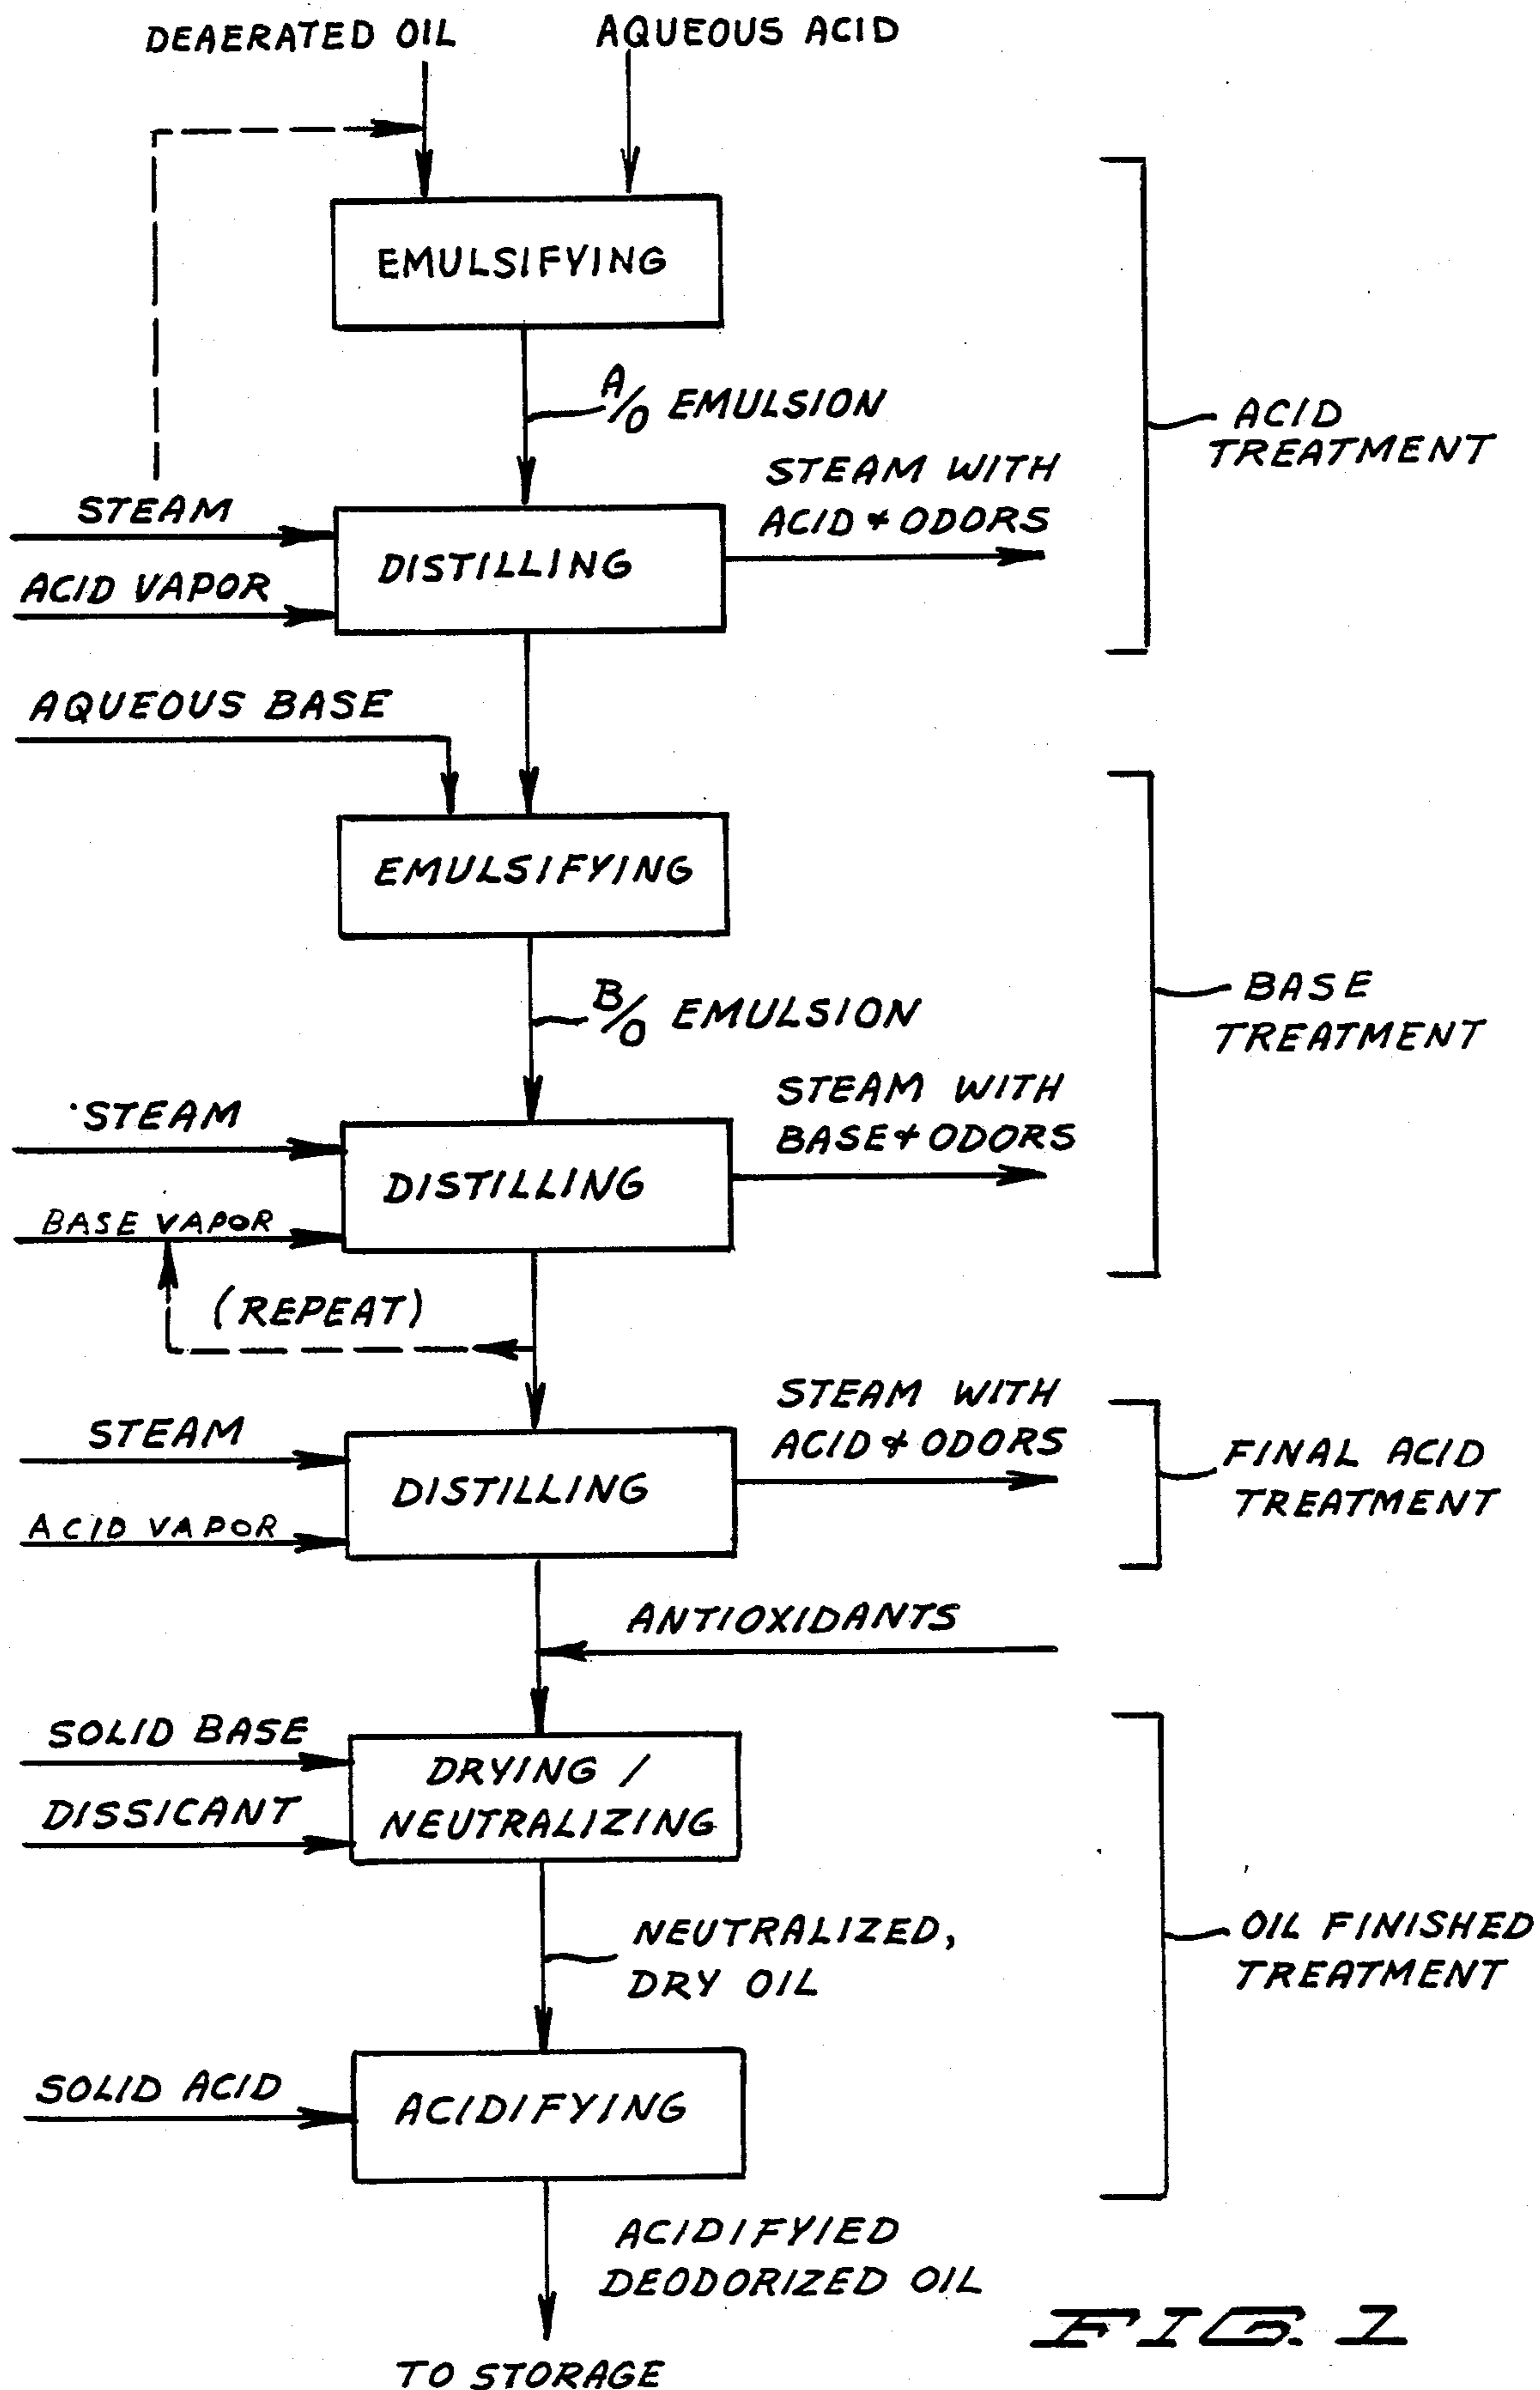 DEAERATED OIL
AQUEOUS ACID
EMULSIFYING
A/O EMULSION
ACID
TREATMENT
STEAM WITH
ACID & ODORS
STEAM
DISTILLING
ACID VAPOR
AQUEOUS BASE
EMULSIFYING
B/O EMULSION
BASE
TREATMENT
STEAM WITH
BASE & ODORS
STEAM
DISTILLING
BASE VAPOR
(REPEAT)
STEAM WITH
ACID & ODORS
STEAM
DISTILLING
ACID VAPOR
FINAL ACID
TREATMENT
ANTIOXIDANTS
SOLID BASE
DRYING /
NEUTRALIZING
DISSICANT
NEUTRALIZED,
DRY OIL
OIL FINISHED
TREATMENT
SOLID ACID
ACIDIFYING
ACIDIFYIED
DEODORIZED OIL
FIG. 1
TO STORAGE